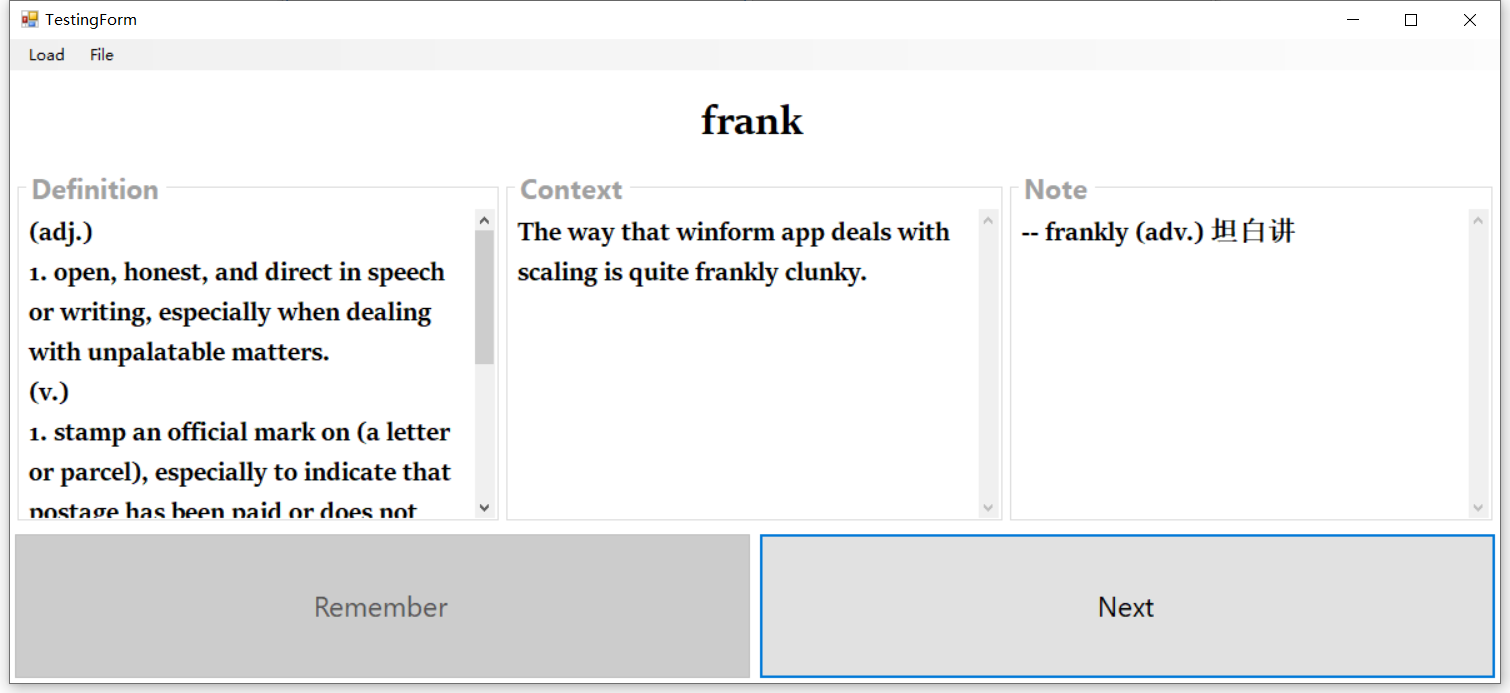 TestingForm
Load File
frank
Definition
(adj.)
1. open, honest, and direct in speech
or writing, especially when dealing
with unpalatable matters.
(v.)
1. stamp an official mark on (a letter
or parcel), especially to indicate that
postage has been paid or does not
Context
The way that winform app deals with
scaling is quite frankly clunky.
Note
-- frankly (adv.) 坦白讲
Remember
Next